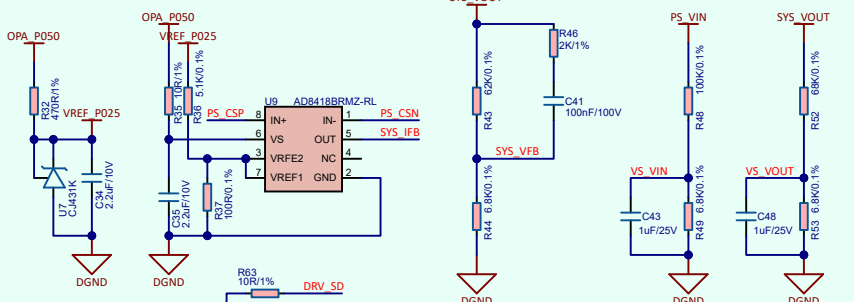 OPA_P050
R32
470R/1%
VREF_P025
U7
CJ431K
C34
2.2uF/10V
DGND
OPA_P050
VREF_P025
R35
10R/1%
R36
5.1K/0.1%
PS_CSP
U9
AD8418BRMZ-RL
8
IN+
IN-
1
PS_CSN
6
VS
OUT
5
SYS_IFB
3
VRFE2
NC
4
7
VREF1
GND
2
C35
2.2uF/10V
R37
100R/0.1%
DGND
R63
10R/1%
DRV_SD
R46
2K/1%
R43
62K/0.1%
C41
100nF/100V
SYS_VFB
R44
6.8K/0.1%
DGND
PS_VIN
R48
100K/0.1%
VS_VIN
C43
1uF/25V
R49
6.8K/0.1%
DGND
SYS_VOUT
R52
68K/0.1%
VS_VOUT
C48
1uF/25V
R53
6.8K/0.1%
DGND